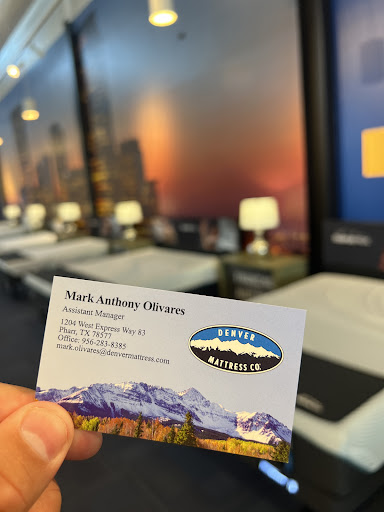 Mark Anthony Olivares
Assistant Manager
1204 West Express Way 83
Pharr, TX 78577
Office: 956-283-8385
mark.olivares@denvermattress.com
DENVER
MATTRESS CO.